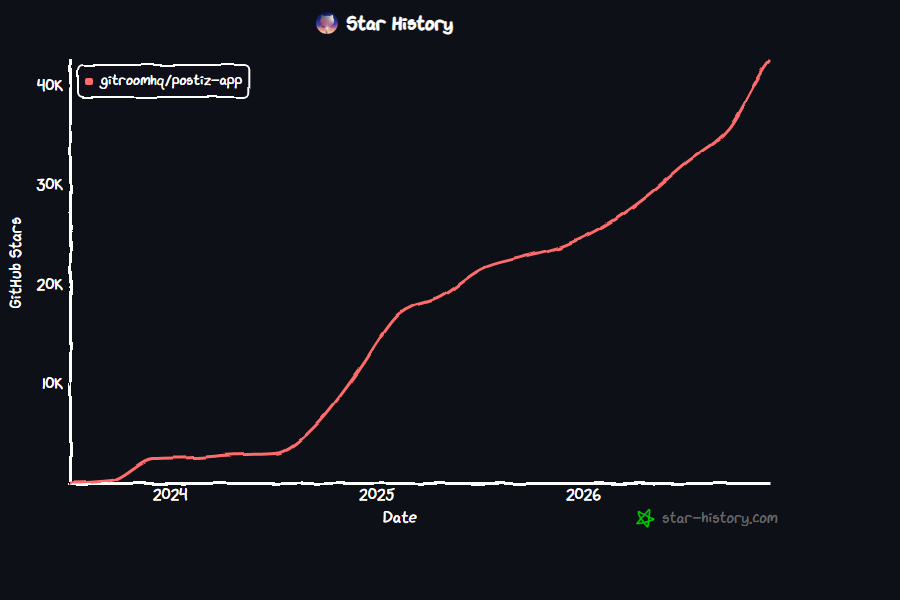 Star History
gitroomhq/postiz-app
40K
30K
20K
10K
GitHub Stars
2024
2025
2026
Date
star-history.com